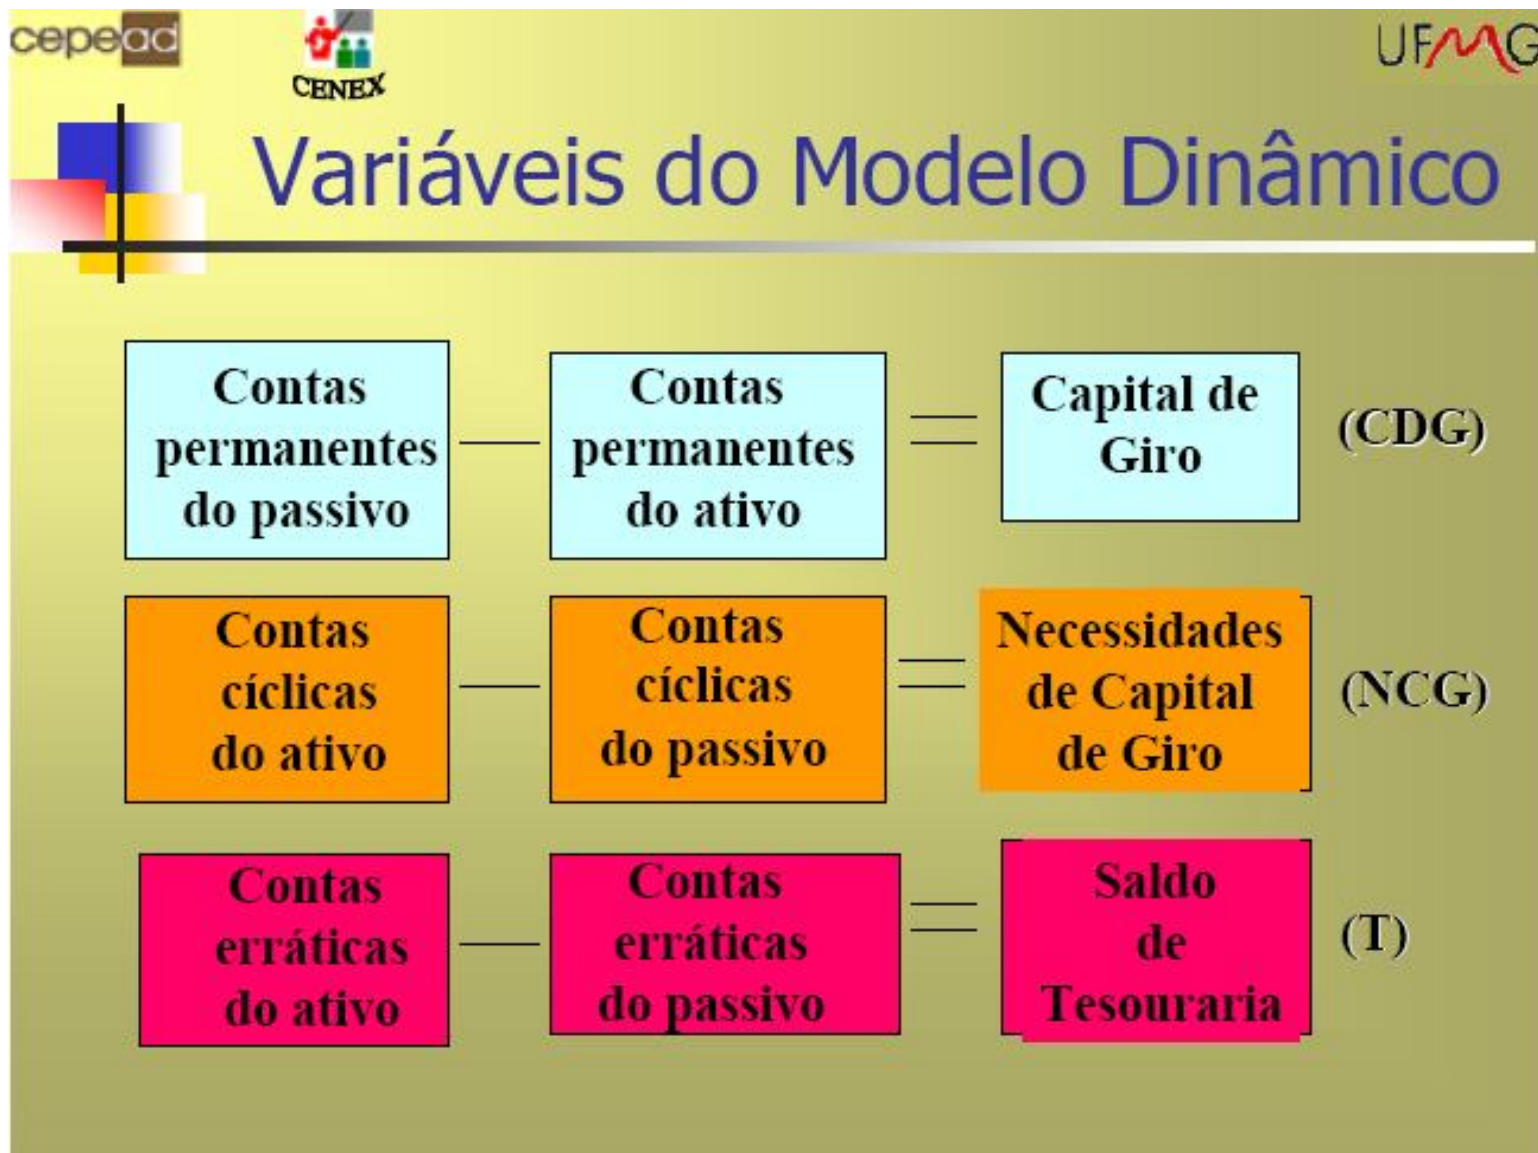 cepead
CENEX
UFMG
Variáveis do Modelo Dinâmico
Contas
permanentes
do passivo
Contas
permanentes
do ativo
Capital de
Giro
(CDG)
Contas
cíclicas
do ativo
Contas
cíclicas
do passivo
Necessidades
de Capital
de Giro
(NCG)
Contas
erráticas
do ativo
Contas
erráticas
do passivo
Saldo
de
Tesouraria
(T)